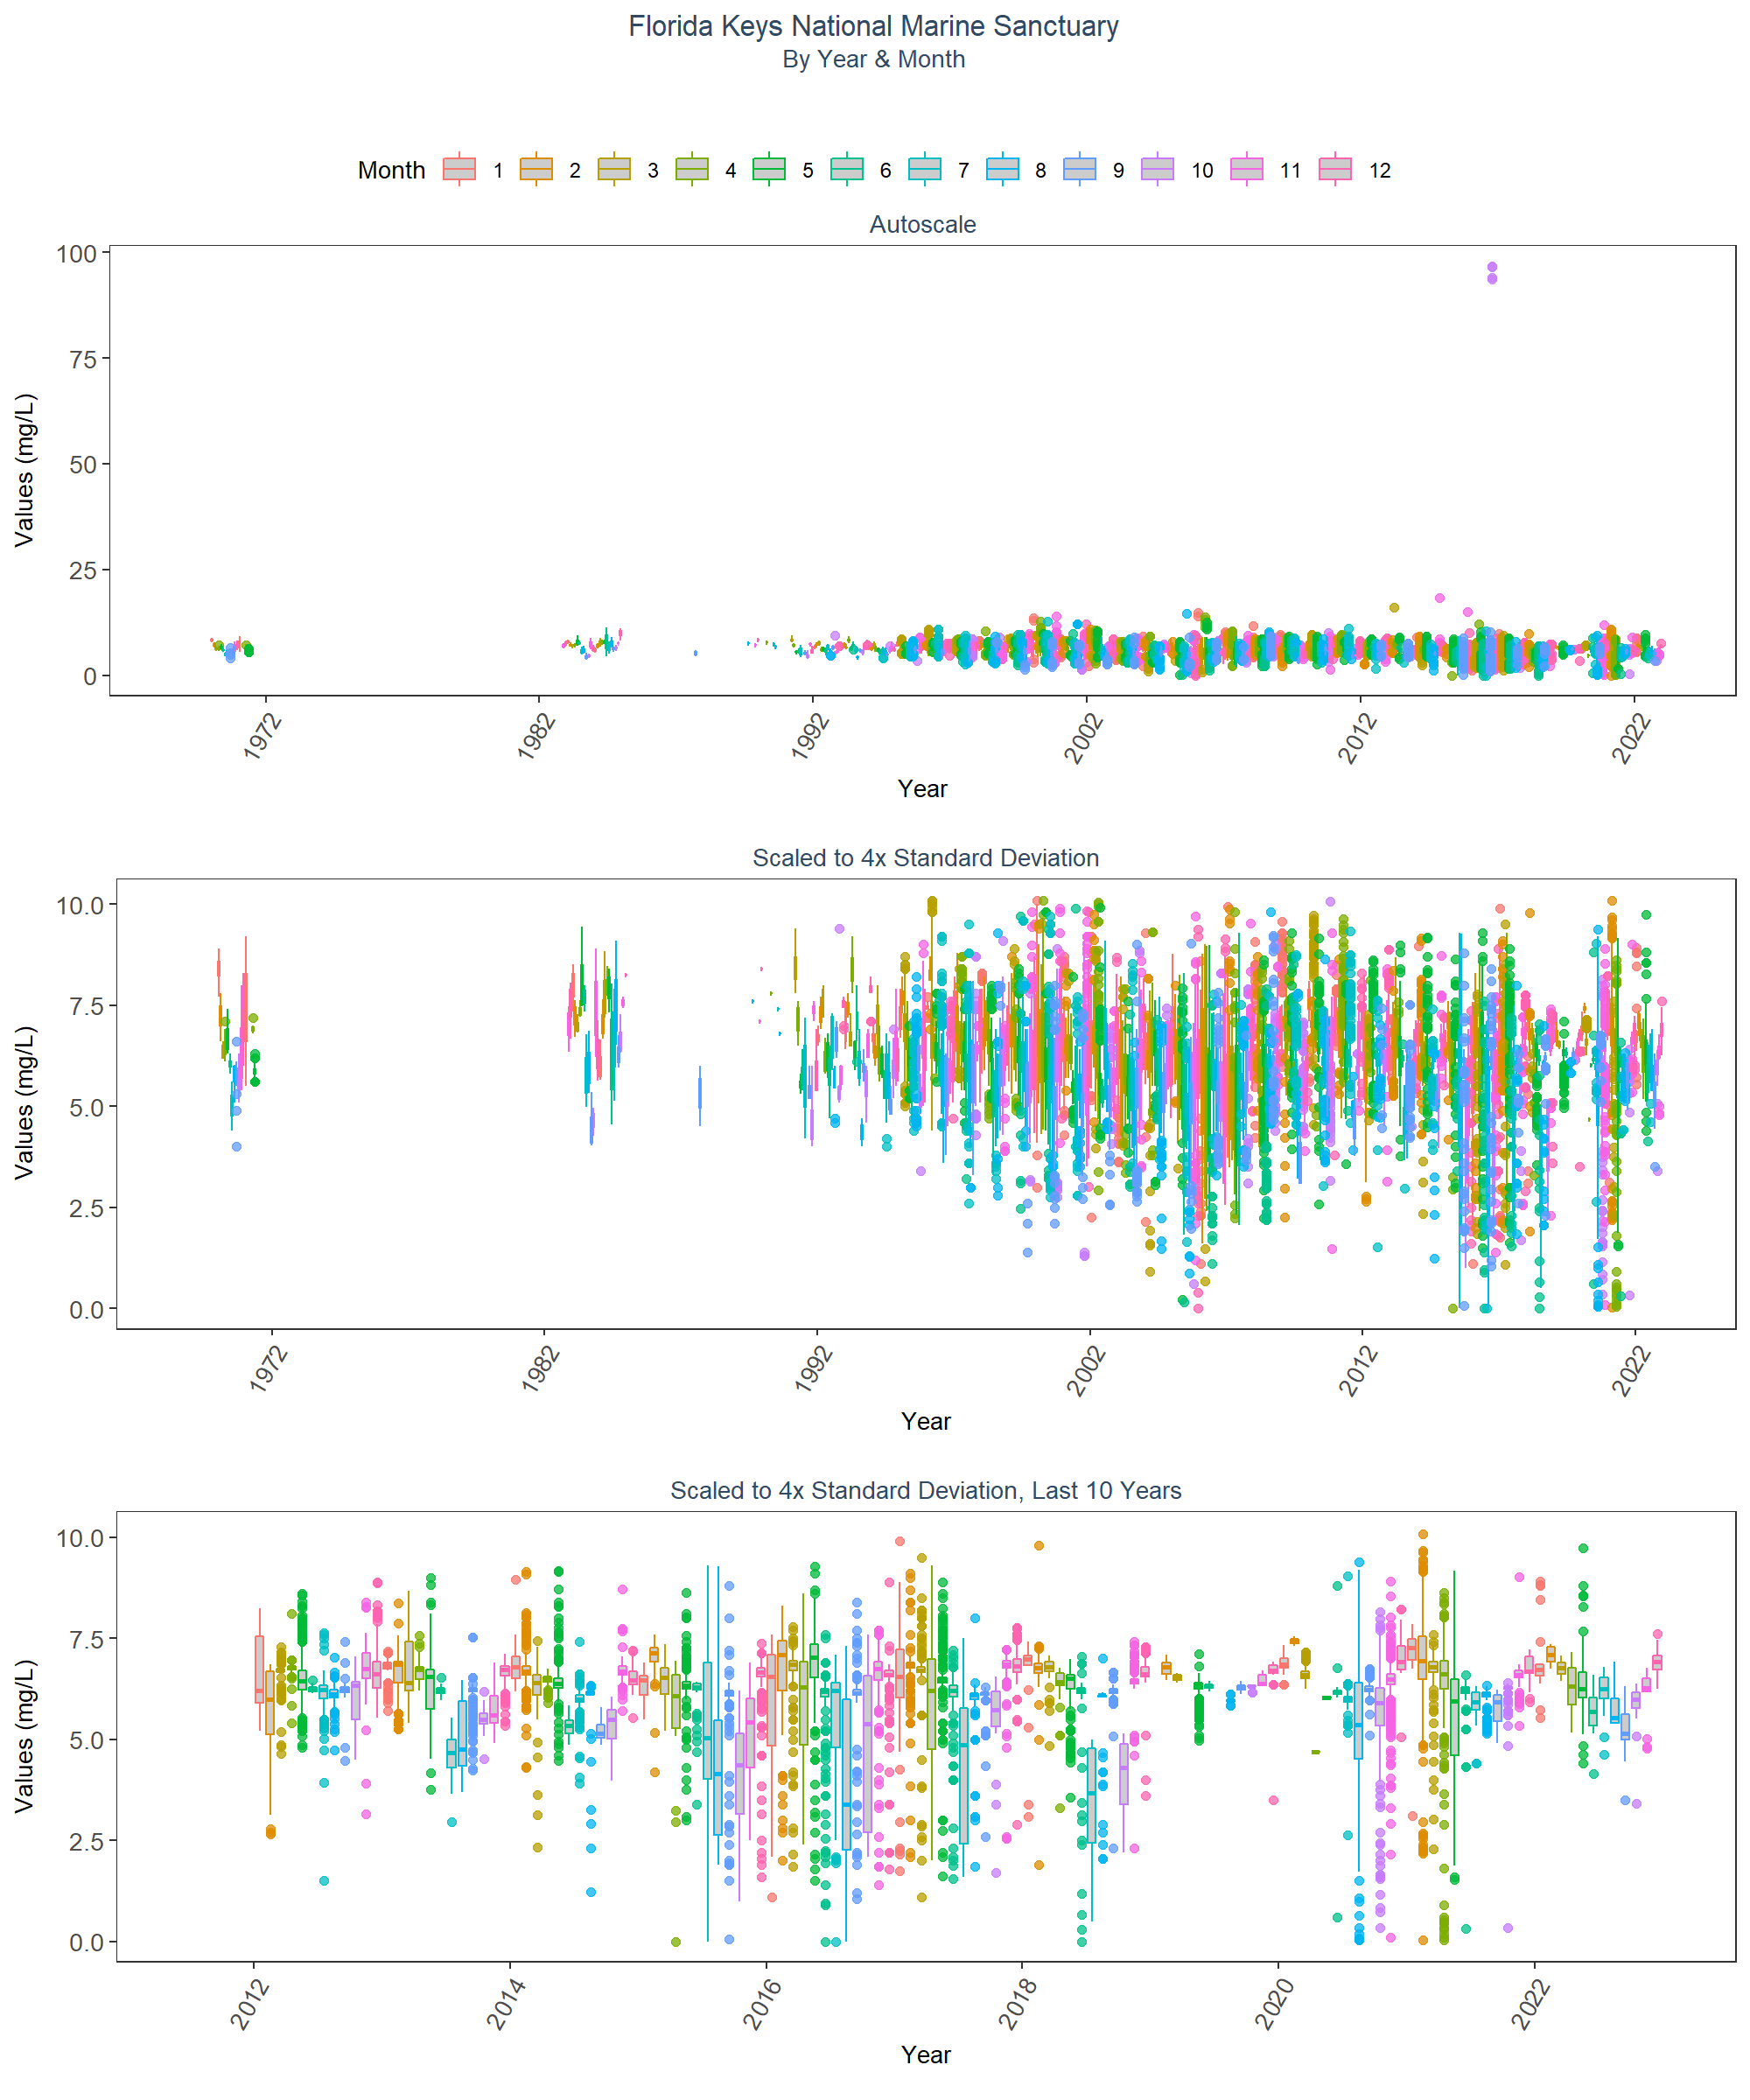 Florida Keys National Marine Sanctuary
By Year & Month
Month 1 2 3 4 5 6 7 8 9 10 11 12
Autoscale
100
75
50
25
0
Values (mg/L)
1972 1982 1992 2002 2012 2022
Year
Scaled to 4x Standard Deviation
10.0
7.5
5.0
2.5
0.0
Values (mg/L)
1972 1982 1992 2002 2012 2022
Year
Scaled to 4x Standard Deviation, Last 10 Years
10.0
7.5
5.0
2.5
0.0
Values (mg/L)
2012 2014 2016 2018 2020 2022
Year